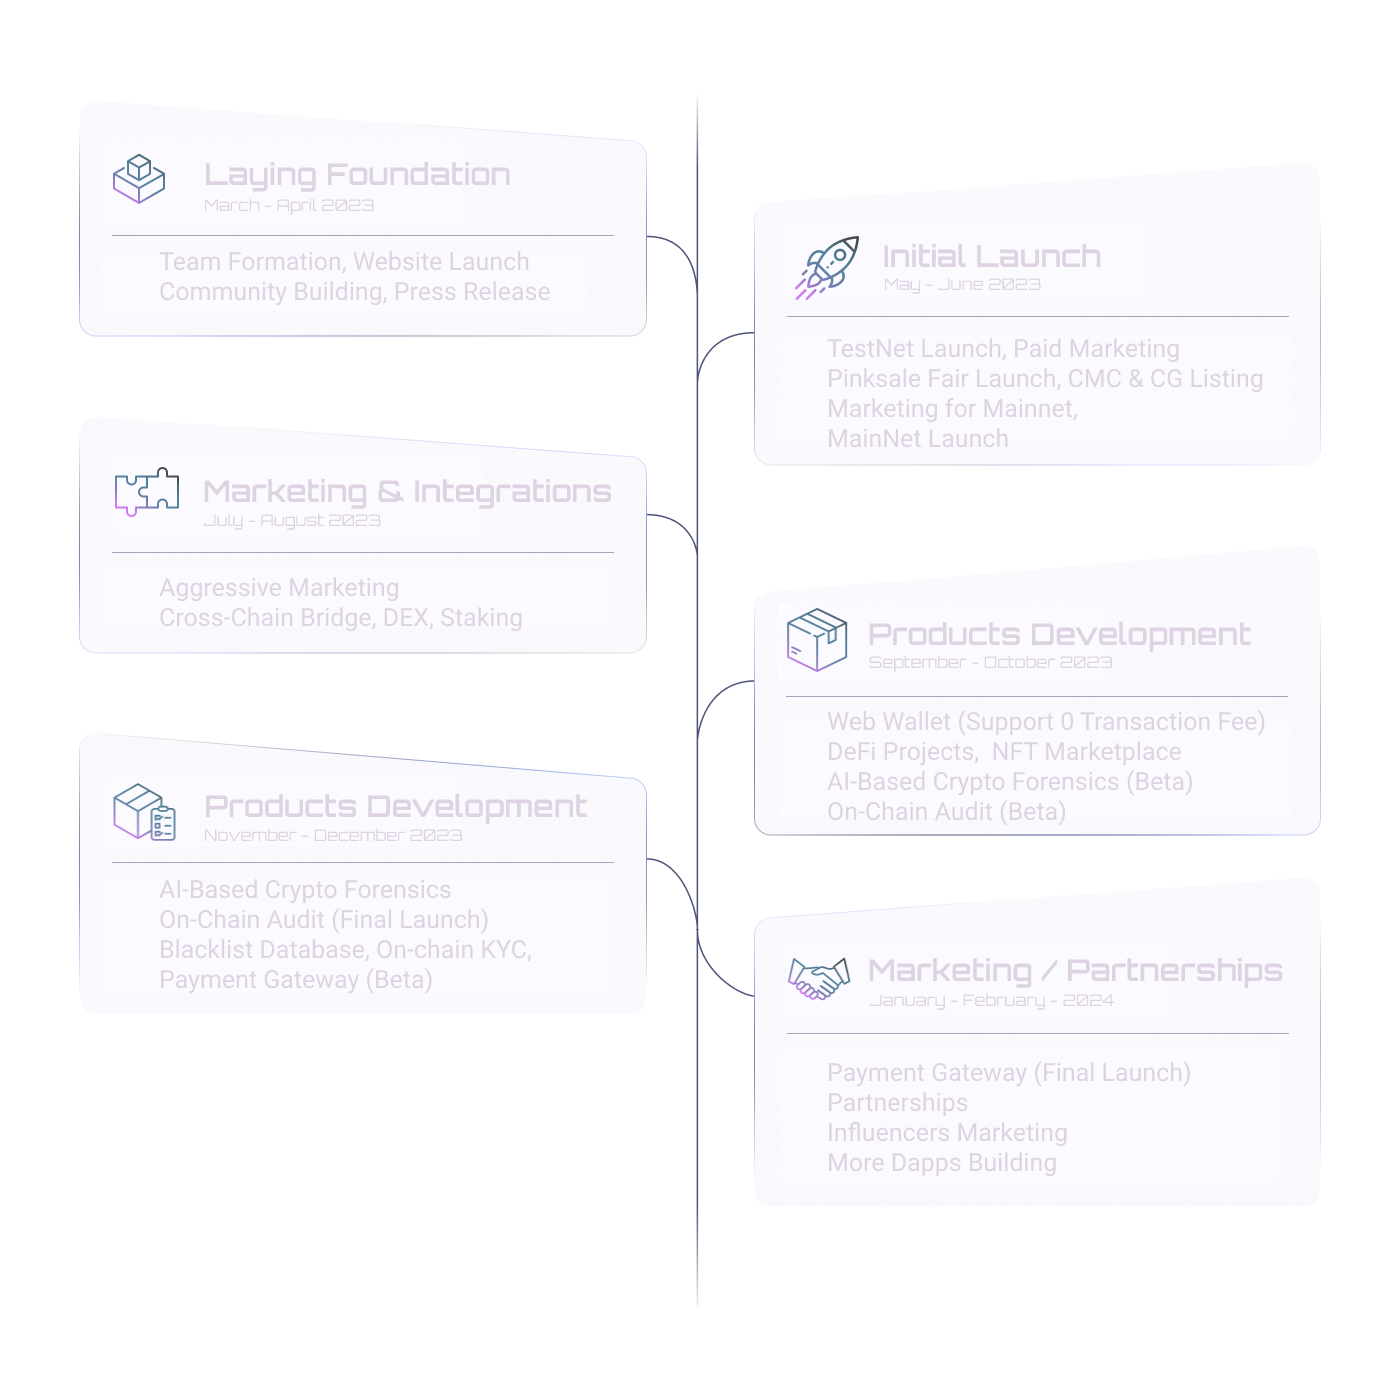 Laying Foundation
March - April 2023
Team Formation, Website Launch
Community Building, Press Release
Initial Launch
May - June 2023
TestNet Launch, Paid Marketing
Pinksale Fair Launch, CMC & CG Listing
Marketing for Mainnet,
MainNet Launch
Marketing & Integrations
July - August 2023
Aggressive Marketing
Cross-Chain Bridge, DEX, Staking
Products Development
September - October 2023
Web Wallet (Support 0 Transaction Fee)
DeFi Projects,  NFT Marketplace
AI-Based Crypto Forensics (Beta)
On-Chain Audit (Beta)
Products Development
November - December 2023
AI-Based Crypto Forensics
On-Chain Audit (Final Launch)
Blacklist Database, On-chain KYC,
Payment Gateway (Beta)
Marketing / Partnerships
January - February - 2024
Payment Gateway (Final Launch)
Partnerships
Influencers Marketing
More Dapps Building